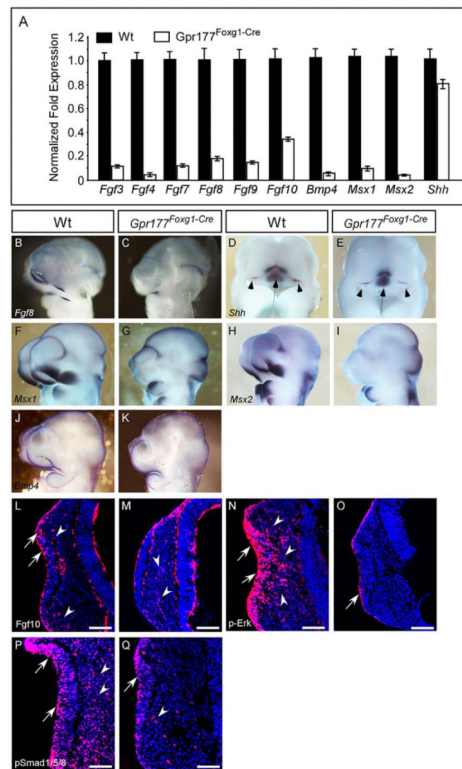 A
Wt
Gpr177Foxg1-Cre
Normalized Fold Expression
1.2
1.0
0.8
0.6
0.4
0.2
0
Fgf3 Fgf4 Fgf7 Fgf8 Fgf9 Fgf10 Bmp4 Msx1 Msx2 Shh
Wt Gpr177Foxg1-Cre Wt Gpr177Foxg1-Cre
B C D E
Fgf8 Shh
F G H I
Msx1 Msx2
J K
Bmp4
L M N O
Fgf10 p-Erk
P Q
pSmad1/5/8